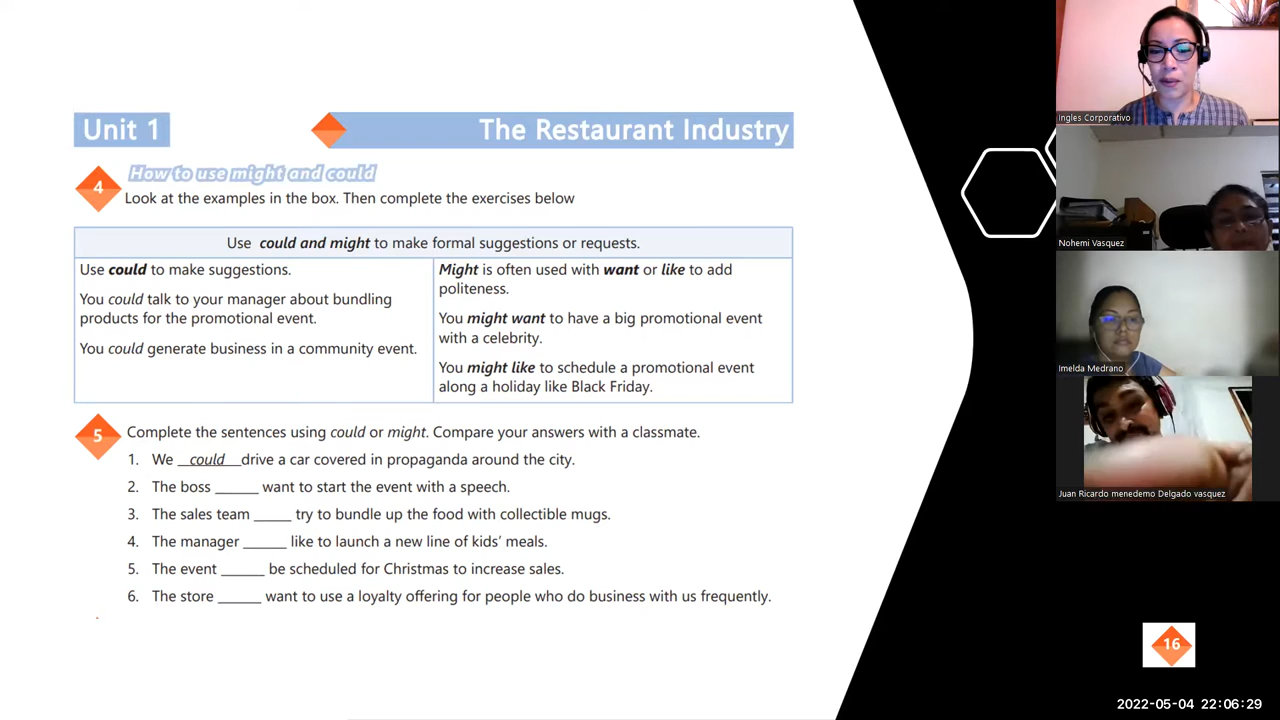 Unit 1
The Restaurant Industry
4
How to use might and could
Look at the examples in the box. Then complete the exercises below
Use could and might to make formal suggestions or requests.
Use could to make suggestions.
You could talk to your manager about bundling
products for the promotional event.
You could generate business in a community event.
Might is often used with want or like to add
politeness.
You might want to have a big promotional event
with a celebrity.
You might like to schedule a promotional event
along a holiday like Black Friday.
5
Complete the sentences using could or might. Compare your answers with a classmate.
1. We __could__drive a car covered in propaganda around the city.
2. The boss ______ want to start the event with a speech.
3. The sales team _____ try to bundle up the food with collectible mugs.
4. The manager ______ like to launch a new line of kids’ meals.
5. The event ______ be scheduled for Christmas to increase sales.
6. The store ______ want to use a loyalty offering for people who do business with us frequently.
Ingles Corporativo
Nohemi Vasquez
Imelda Medrano
Juan Ricardo menedemo Delgado vasquez
16
2022-05-04 22:06:29